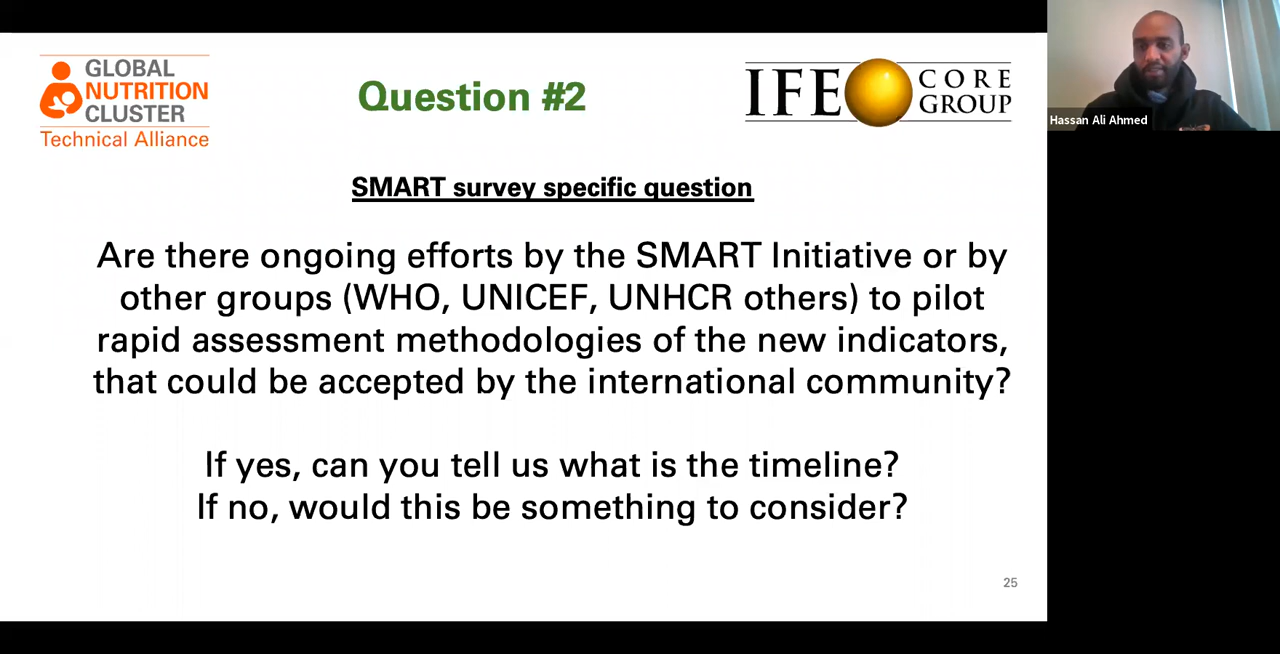 GLOBAL
NUTRITION
CLUSTER
Technical Alliance
Question #2
IFE CORE
GROUP
Hassan Ali Ahmed
SMART survey specific question
Are there ongoing efforts by the SMART Initiative or by
other groups (WHO, UNICEF, UNHCR others) to pilot
rapid assessment methodologies of the new indicators,
that could be accepted by the international community?
If yes, can you tell us what is the timeline?
If no, would this be something to consider?
25